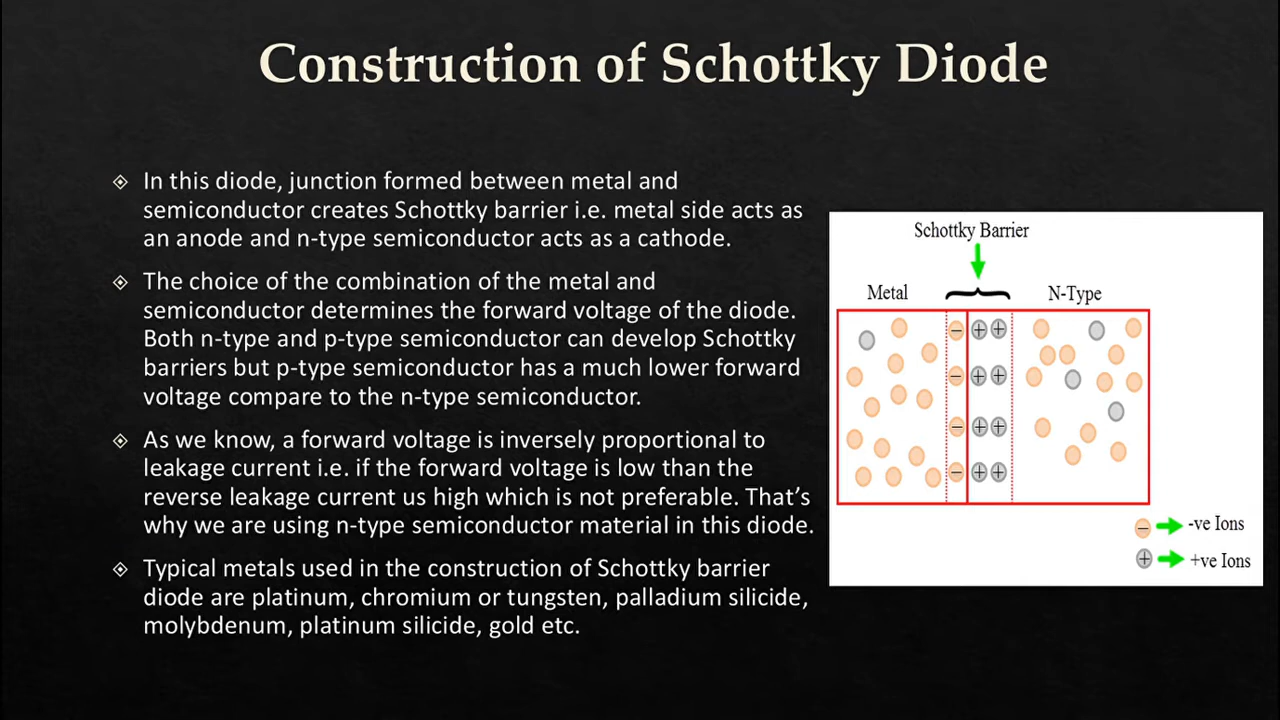 Construction of Schottky Diode
In this diode, junction formed between metal and
semiconductor creates Schottky barrier i.e. metal side acts as
an anode and n-type semiconductor acts as a cathode.
The choice of the combination of the metal and
semiconductor determines the forward voltage of the diode.
Both n-type and p-type semiconductor can develop Schottky
barriers but p-type semiconductor has a much lower forward
voltage compare to the n-type semiconductor.
As we know, a forward voltage is inversely proportional to
leakage current i.e. if the forward voltage is low than the
reverse leakage current us high which is not preferable. That’s
why we are using n-type semiconductor material in this diode.
Typical metals used in the construction of Schottky barrier
diode are platinum, chromium or tungsten, palladium silicide,
molybdenum, platinum silicide, gold etc.
Schottky Barrier
Metal
N-Type
− + +
− + +
− + +
− + +
− -ve Ions
+ +ve Ions